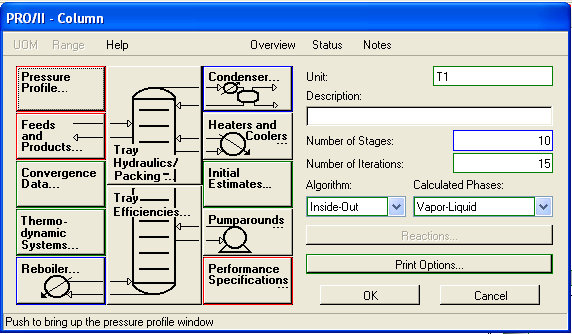 PRO/II - Column
UOM Range Help Overview Status Notes
Pressure
Profile...
Feeds
and
Products...
Convergence
Data...
Thermo-
dynamic
Systems...
Reboiler...
Tray
Hydraulics/
Packing ...
Tray
Efficiencies...
Condenser...
Heaters and
Coolers ...
Initial
Estimates...
Pumparounds ...
Performance
Specifications ...
Unit: T1
Description:
Number of Stages: 10
Number of Iterations: 15
Algorithm: Calculated Phases:
Inside-Out Vapor-Liquid
Reactions...
Print Options...
OK Cancel
Push to bring up the pressure profile window